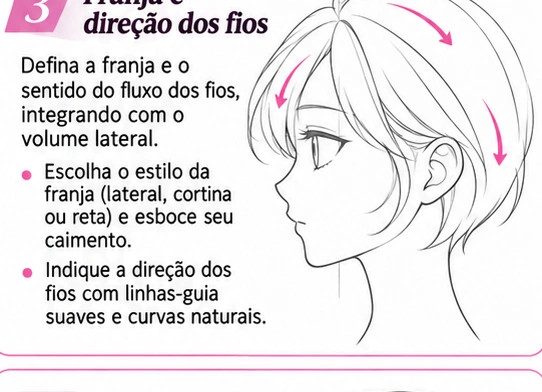 3
Franja e
direção dos fios
Defina a franja e o
sentido do fluxo dos fios,
integrando com o
volume lateral.
Escolha o estilo da
franja (lateral, cortina
ou reta) e esboce seu
caimento.
Indique a direção dos
fios com linhas-guia
suaves e curvas naturais.